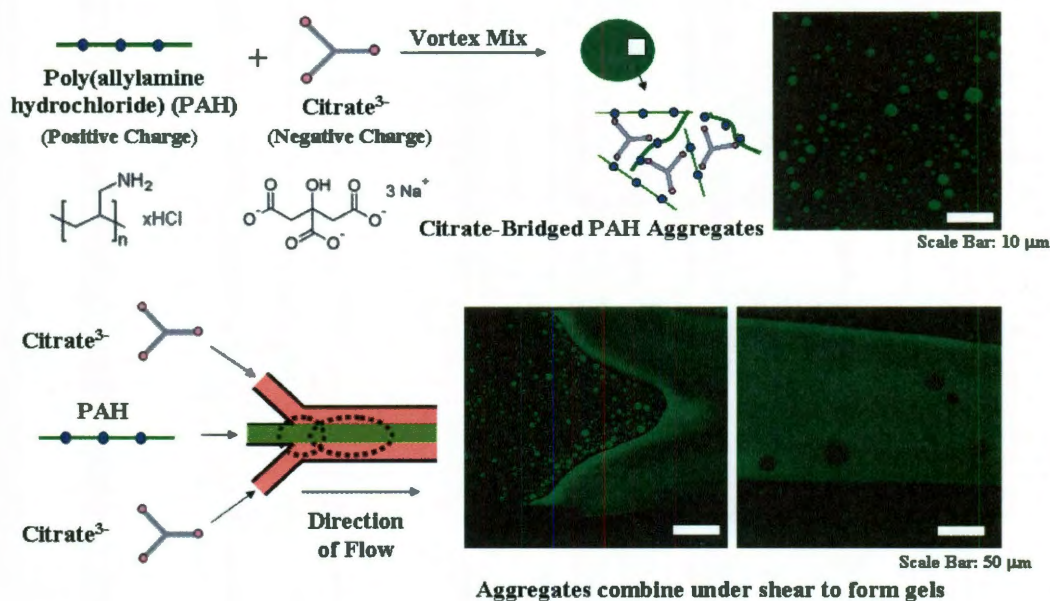 Vortex Mix
+
Poly(allylamine
hydrochloride) (PAH)
(Positive Charge)
Citrate³⁻
(Negative Charge)
NH₂
xHCl
n
OH
3 Na⁺
O⁻
O
O
O⁻
O
O⁻
Citrate-Bridged PAH Aggregates
Scale Bar: 10 μm
Citrate³⁻
PAH
Citrate³⁻
Direction
of Flow
Scale Bar: 50 μm
Aggregates combine under shear to form gels